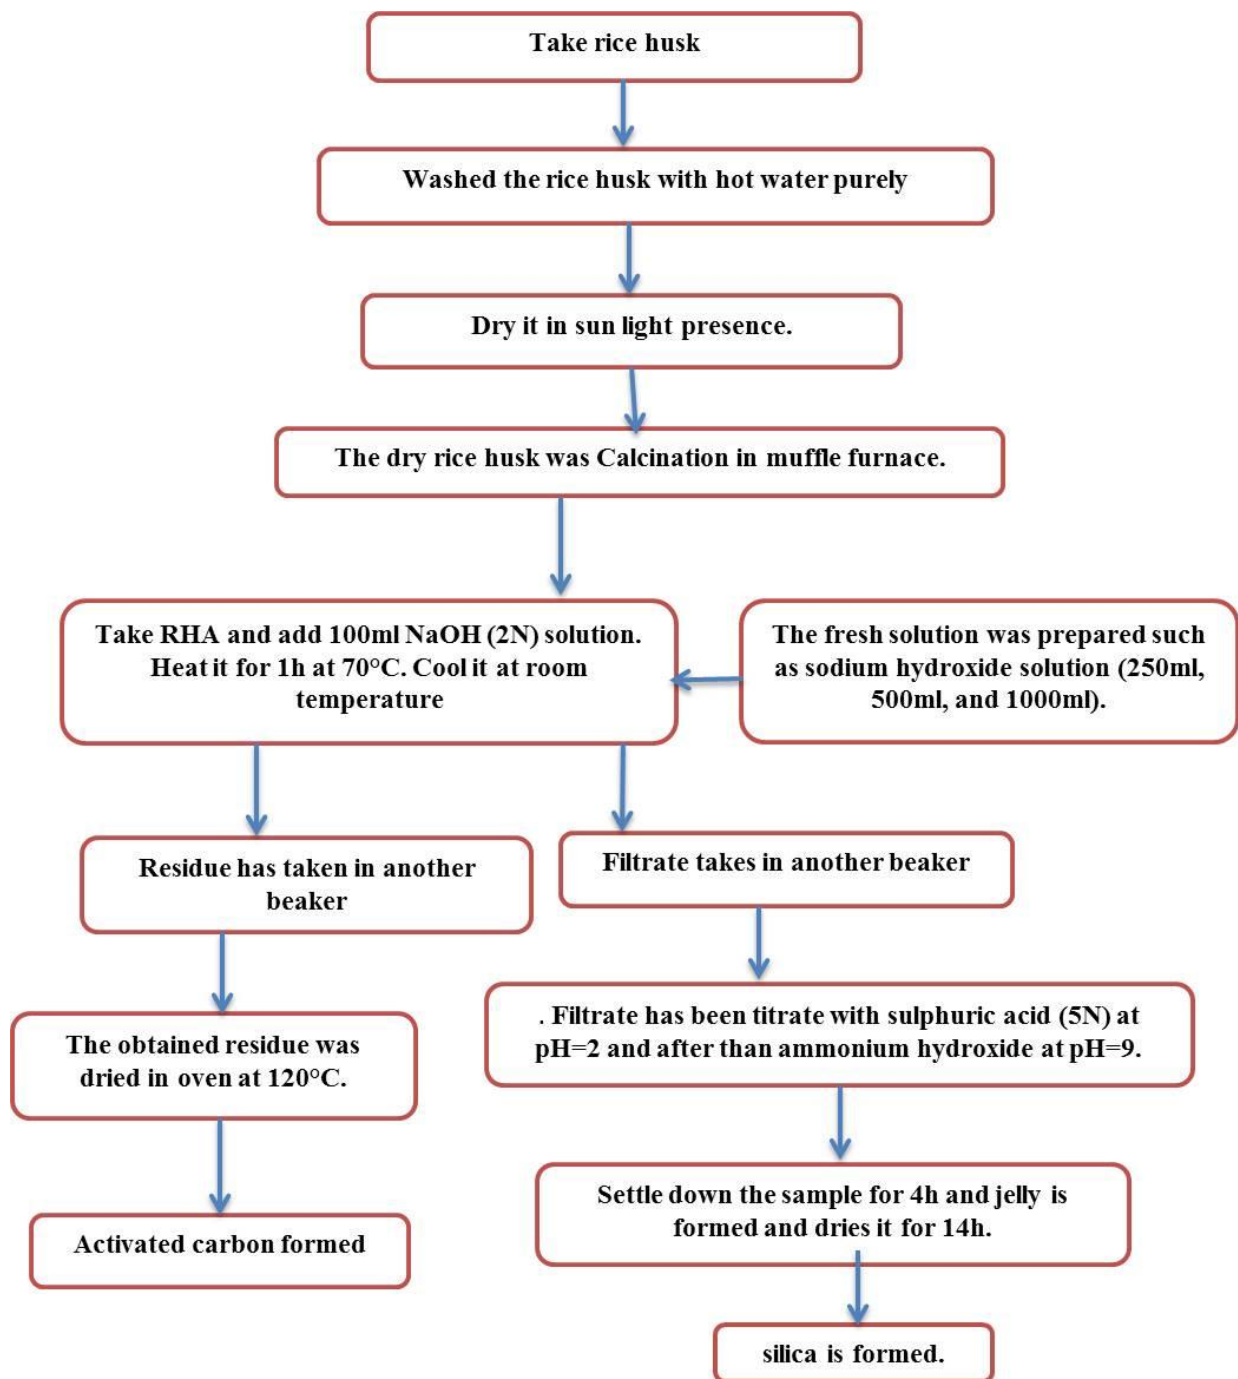 Take rice husk
Washed the rice husk with hot water purely
Dry it in sun light presence.
The dry rice husk was Calcination in muffle furnace.
Take RHA and add 100ml NaOH (2N) solution.
Heat it for 1h at 70°C. Cool it at room
temperature
The fresh solution was prepared such
as sodium hydroxide solution (250ml,
500ml, and 1000ml).
Residue has taken in another
beaker
Filtrate takes in another beaker
The obtained residue was
dried in oven at 120°C.
. Filtrate has been titrate with sulphuric acid (5N) at
pH=2 and after than ammonium hydroxide at pH=9.
Activated carbon formed
Settle down the sample for 4h and jelly is
formed and dries it for 14h.
silica is formed.